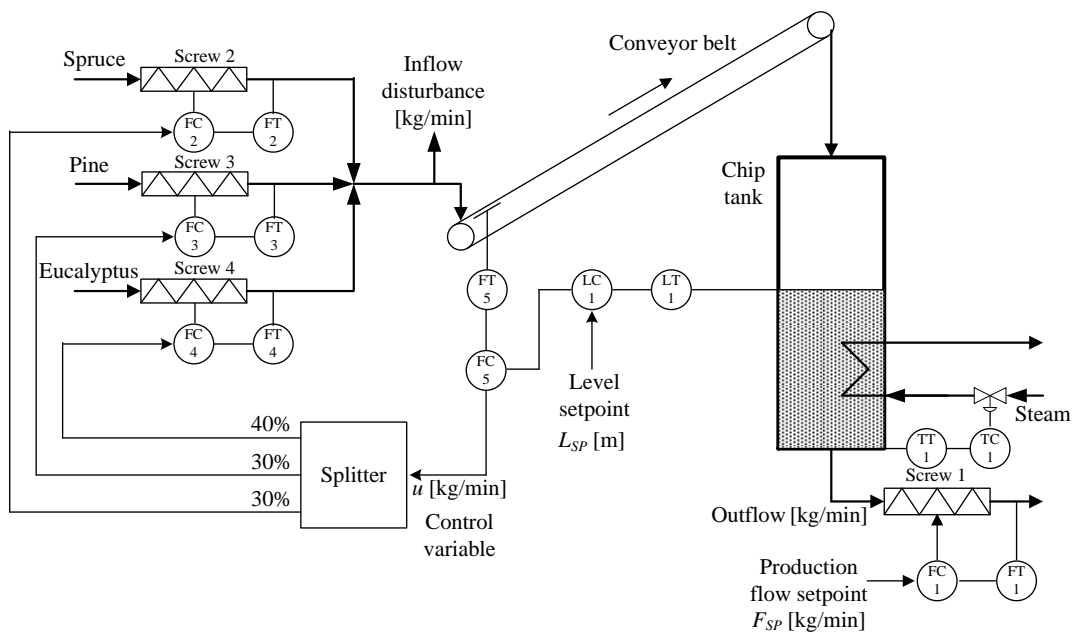 Spruce
Screw 2
FC
2
FT
2
Inflow
disturbance
[kg/min]
Conveyor belt
Pine
Screw 3
FC
3
FT
3
Chip
tank
Eucalyptus
Screw 4
FC
4
FT
4
FT
5
LC
1
LT
1
FC
5
Level
setpoint
LSP [m]
Steam
TT
1
TC
1
40%
30%
30%
Splitter
u [kg/min]
Control
variable
Screw 1
Outflow [kg/min]
Production
flow setpoint
FSP [kg/min]
FC
1
FT
1